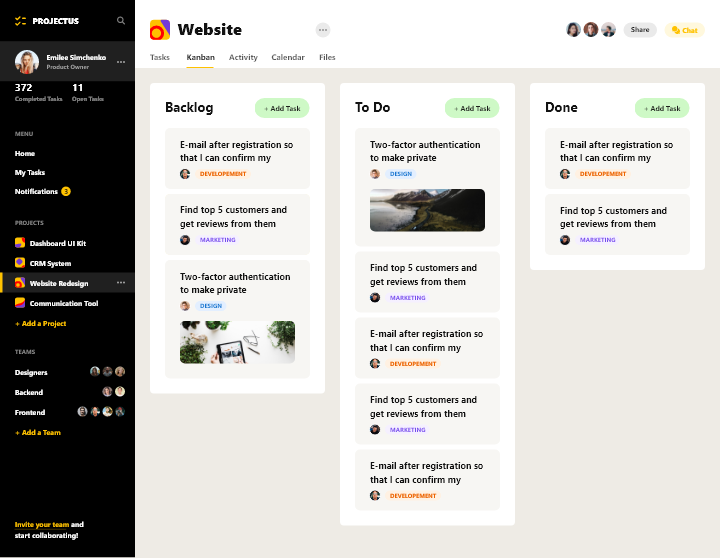 PROJECTUS
Emilee Simchenko
Product Owner
372
11
Completed Tasks
Open Tasks
MENU
Home
My Tasks
Notifications 3
PROJECTS
Dashboard UI Kit
CRM System
Website Redesign
Communication Tool
+ Add a Project
TEAMS
Designers
Backend
Frontend
+ Add a Team
Invite your team and
start collaborating!
Website
Share
Chat
Tasks
Kanban
Activity
Calendar
Files
Backlog
+ Add Task
E-mail after registration so
that I can confirm my
DEVELOPEMENT
Find top 5 customers and
get reviews from them
MARKETING
Two-factor authentication
to make private
DESIGN
To Do
+ Add Task
Two-factor authentication
to make private
DESIGN
Find top 5 customers and
get reviews from them
MARKETING
E-mail after registration so
that I can confirm my
DEVELOPEMENT
Find top 5 customers and
get reviews from them
MARKETING
E-mail after registration so
that I can confirm my
DEVELOPEMENT
Done
+ Add Task
E-mail after registration so
that I can confirm my
DEVELOPEMENT
Find top 5 customers and
get reviews from them
MARKETING